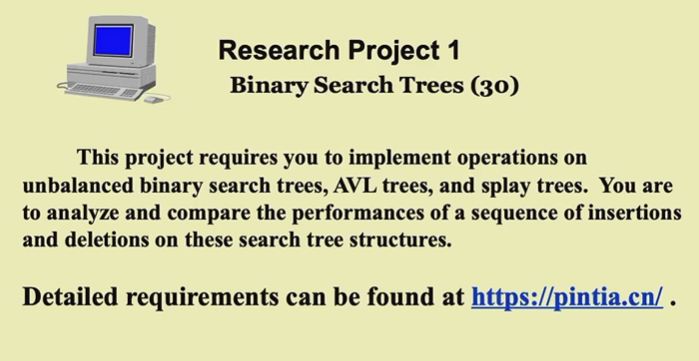 Research Project 1
Binary Search Trees (30)
This project requires you to implement operations on
unbalanced binary search trees, AVL trees, and splay trees.  You are
to analyze and compare the performances of a sequence of insertions
and deletions on these search tree structures.
Detailed requirements can be found at https://pintia.cn/ .